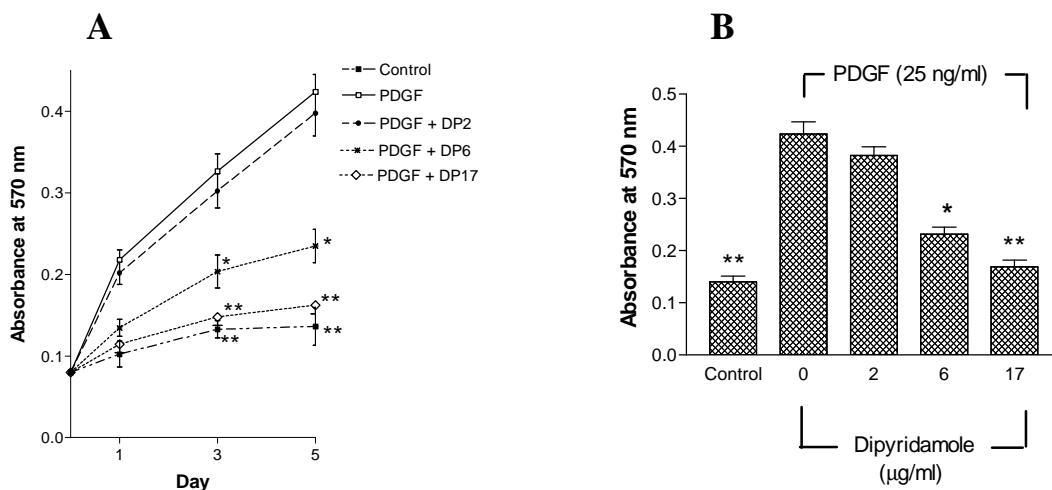 A
Absorbance at 570 nm
0.4
0.3
0.2
0.1
0.0
1 3 5
Day
Control
PDGF
PDGF + DP2
PDGF + DP6
PDGF + DP17
*
*
**
**
**
**
B
PDGF (25 ng/ml)
Absorbance at 570 nm
0.5
0.4
0.3
0.2
0.1
0.0
**
*
**
Control 0 2 6 17
Dipyridamole
(µg/ml)